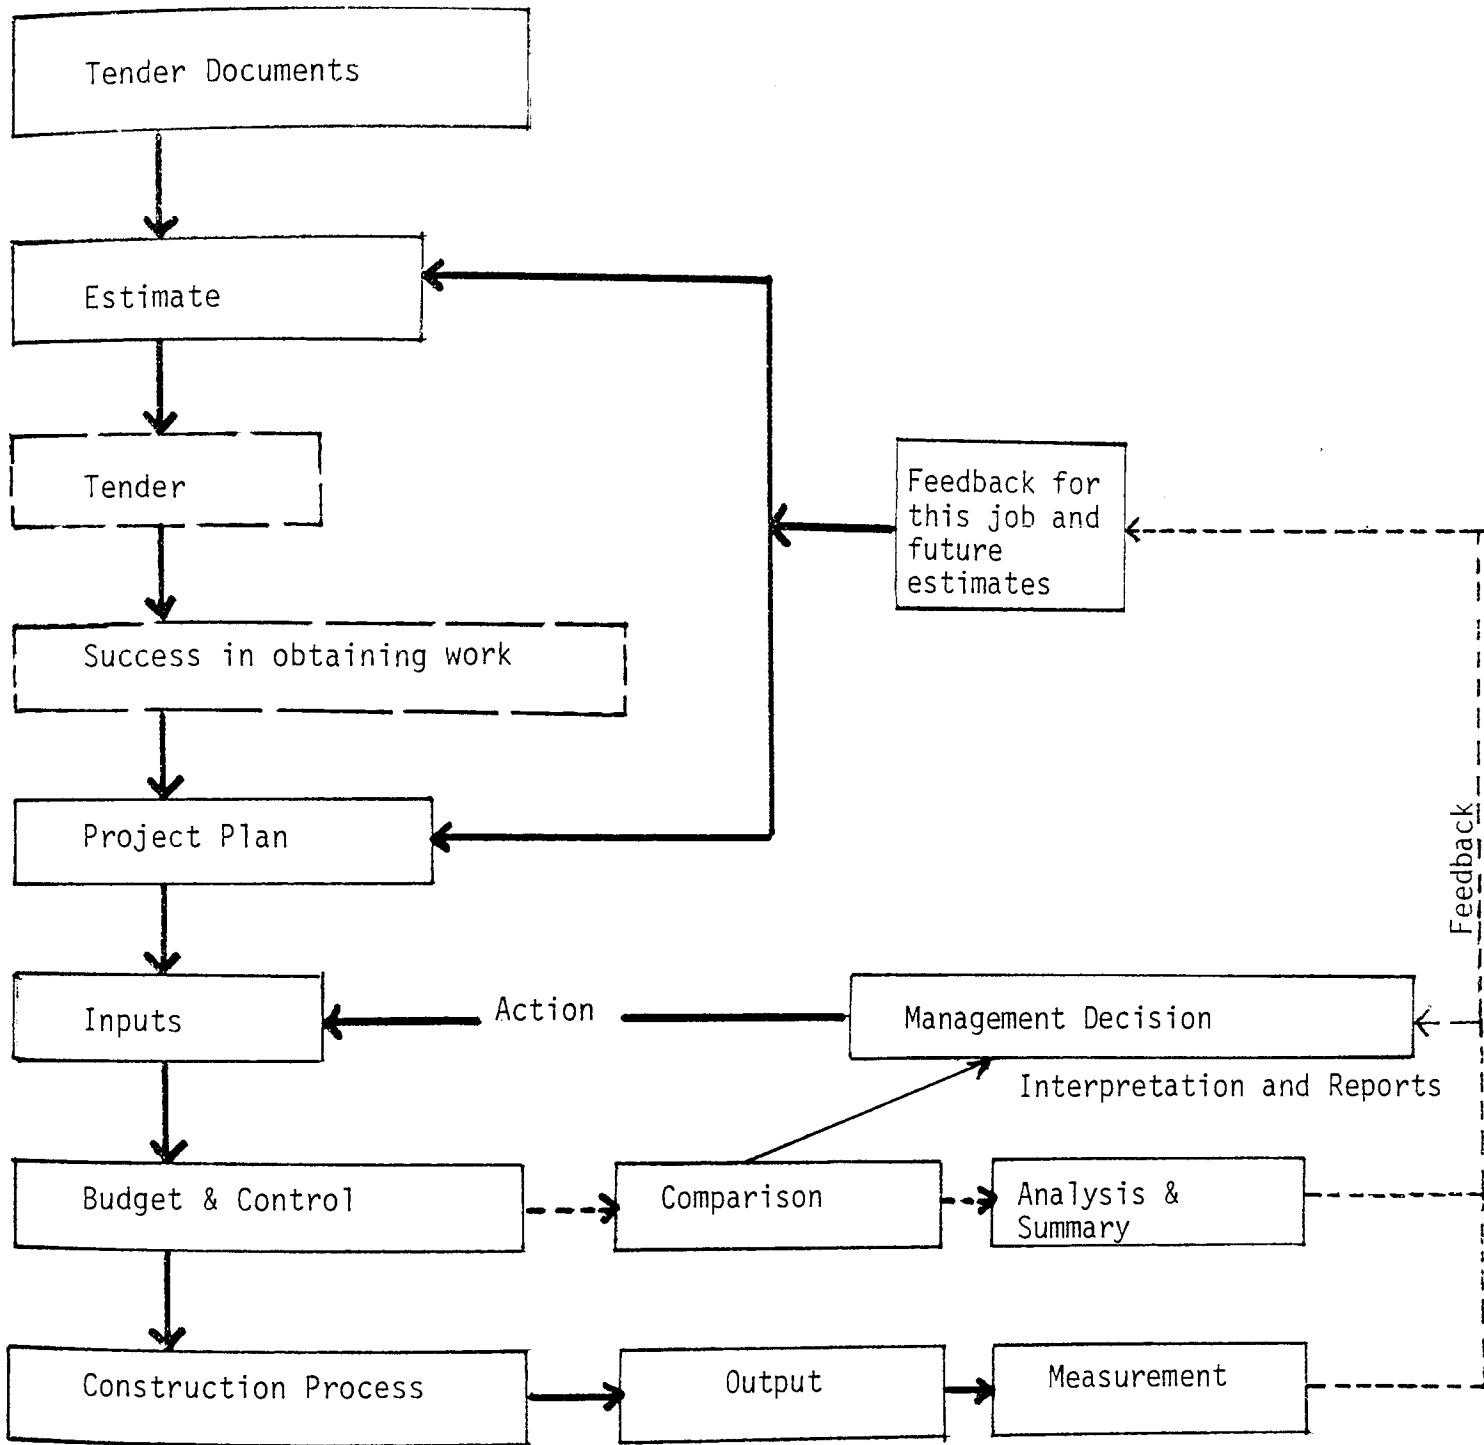 Tender Documents
Estimate
Tender
Feedback for
this job and
future
estimates
Success in obtaining work
Project Plan
Feedback
Inputs
Action
Management Decision
Interpretation and Reports
Budget & Control
Comparison
Analysis &
Summary
Construction Process
Output
Measurement